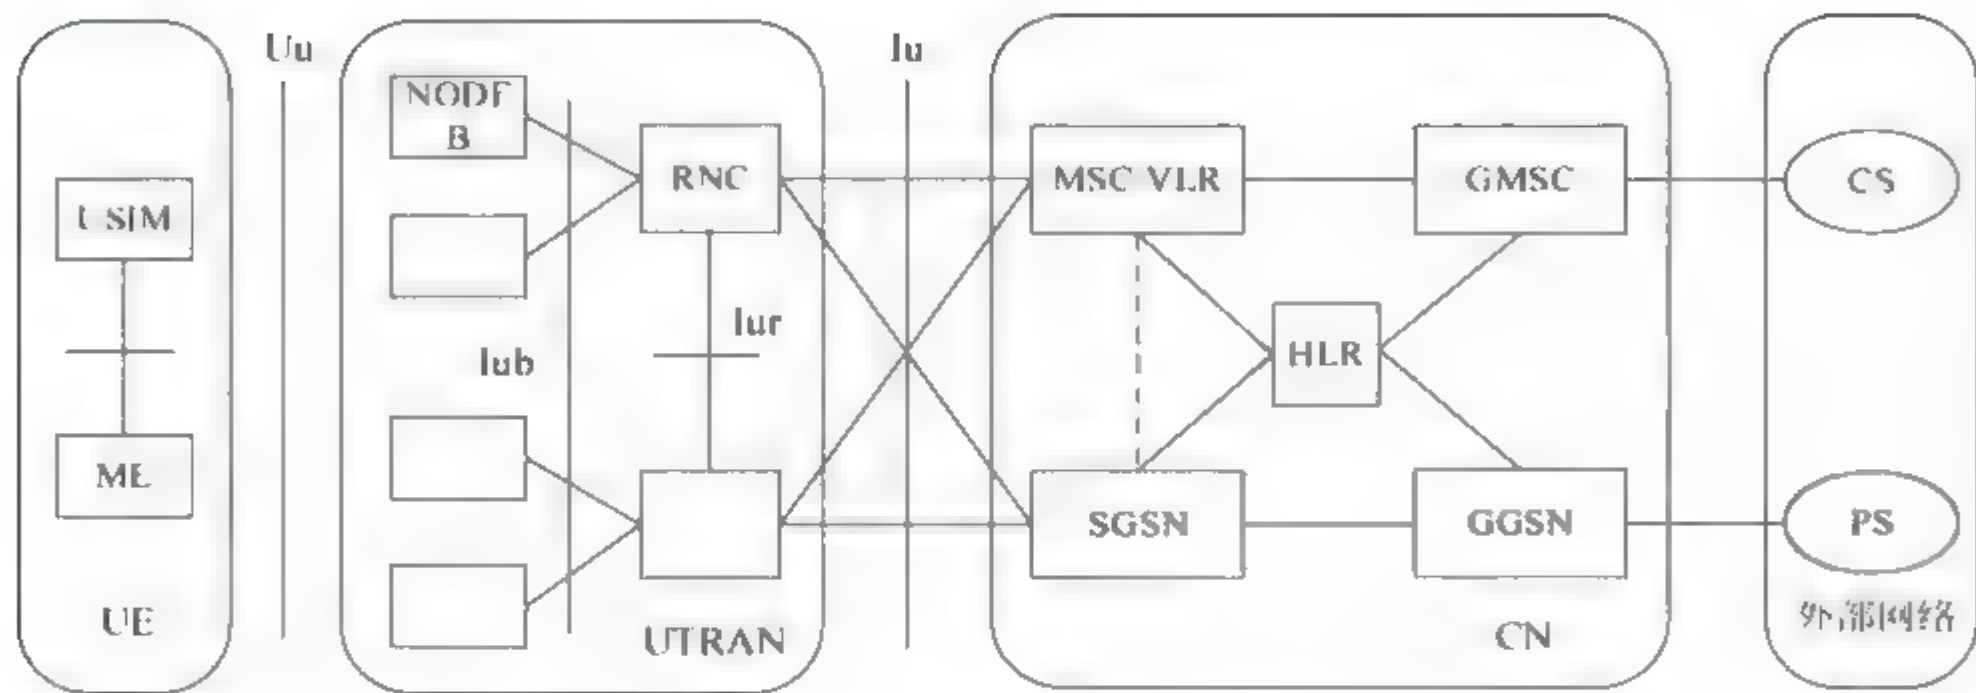 Uu
Iu
NODE
B
RNC
MSC VLR
GMSC
CS
USIM
Iur
Iub
HLR
ME
SGSN
GGSN
PS
UE
UTRAN
CN
外部网络